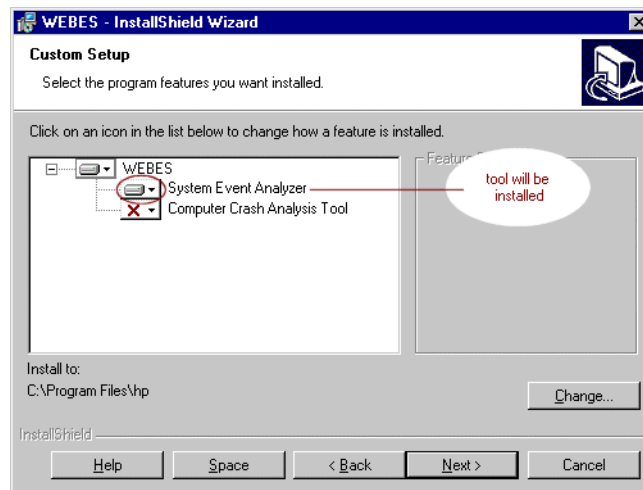 WEBES - InstallShield Wizard
Custom Setup
Select the program features you want installed.
Click on an icon in the list below to change how a feature is installed.
WEBES
System Event Analyzer
Computer Crash Analysis Tool
Feature
tool will be
installed
Install to:
C:\Program Files\hp
Change...
InstallShield
Help
Space
< Back
Next >
Cancel